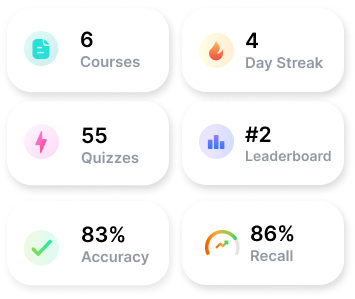 6
Courses
4
Day Streak
55
Quizzes
#2
Leaderboard
83%
Accuracy
86%
Recall